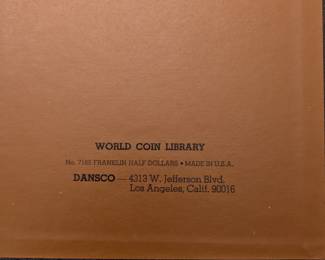 WORLD COIN LIBRARY
No. 7165 FRANKLIN HALF DOLLARS • MADE IN U.S.A.
DANSCO — 4313 W. Jefferson Blvd.
Los Angeles, Calif. 90016